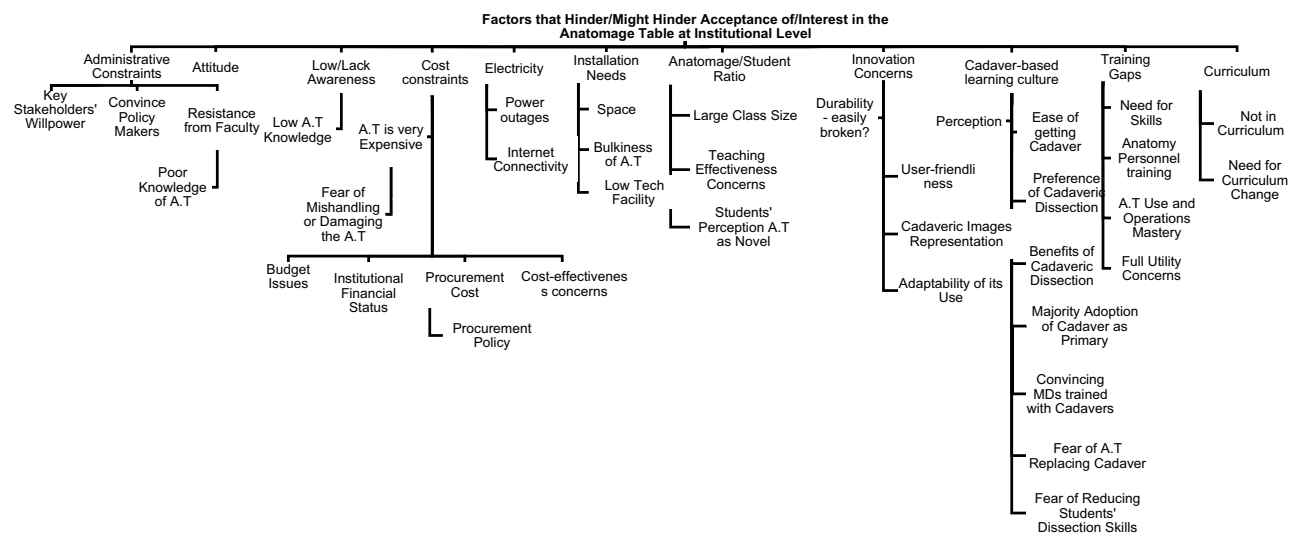 Factors that Hinder/Might Hinder Acceptance of/Interest in the
Anatomage Table at Institutional Level
Administrative
Constraints
Key
Stakeholders'
Willpower
Convince
Policy
Makers
Attitude
Resistance
from Faculty
Poor
Knowledge
of A.T
Low/Lack
Awareness
Low A.T
Knowledge
Cost
constraints
A.T is very
Expensive
Fear of
Mishandling
or Damaging
the A.T
Budget
Issues
Institutional
Financial
Status
Procurement
Cost
Procurement
Policy
Cost-effectivenes
s concerns
Electricity
Power
outages
Internet
Connectivity
Installation
Needs
Space
Bulkiness
of A.T
Low Tech
Facility
Anatomage/Student
Ratio
Large Class Size
Teaching
Effectiveness
Concerns
Students'
Perception A.T
as Novel
Innovation
Concerns
Durability
- easily
broken?
User-friendli
ness
Cadaveric Images
Representation
Adaptability of its
Use
Cadaver-based
learning culture
Perception
Ease of
getting
Cadaver
Preference
of Cadaveric
Dissection
Benefits of
Cadaveric
Dissection
Majority Adoption
of Cadaver as
Primary
Convincing
MDs trained
with Cadavers
Fear of A.T
Replacing Cadaver
Fear of Reducing
Students'
Dissection Skills
Training
Gaps
Need for
Skills
Anatomy
Personnel
training
A.T Use and
Operations
Mastery
Full Utility
Concerns
Curriculum
Not in
Curriculum
Need for
Curriculum
Change